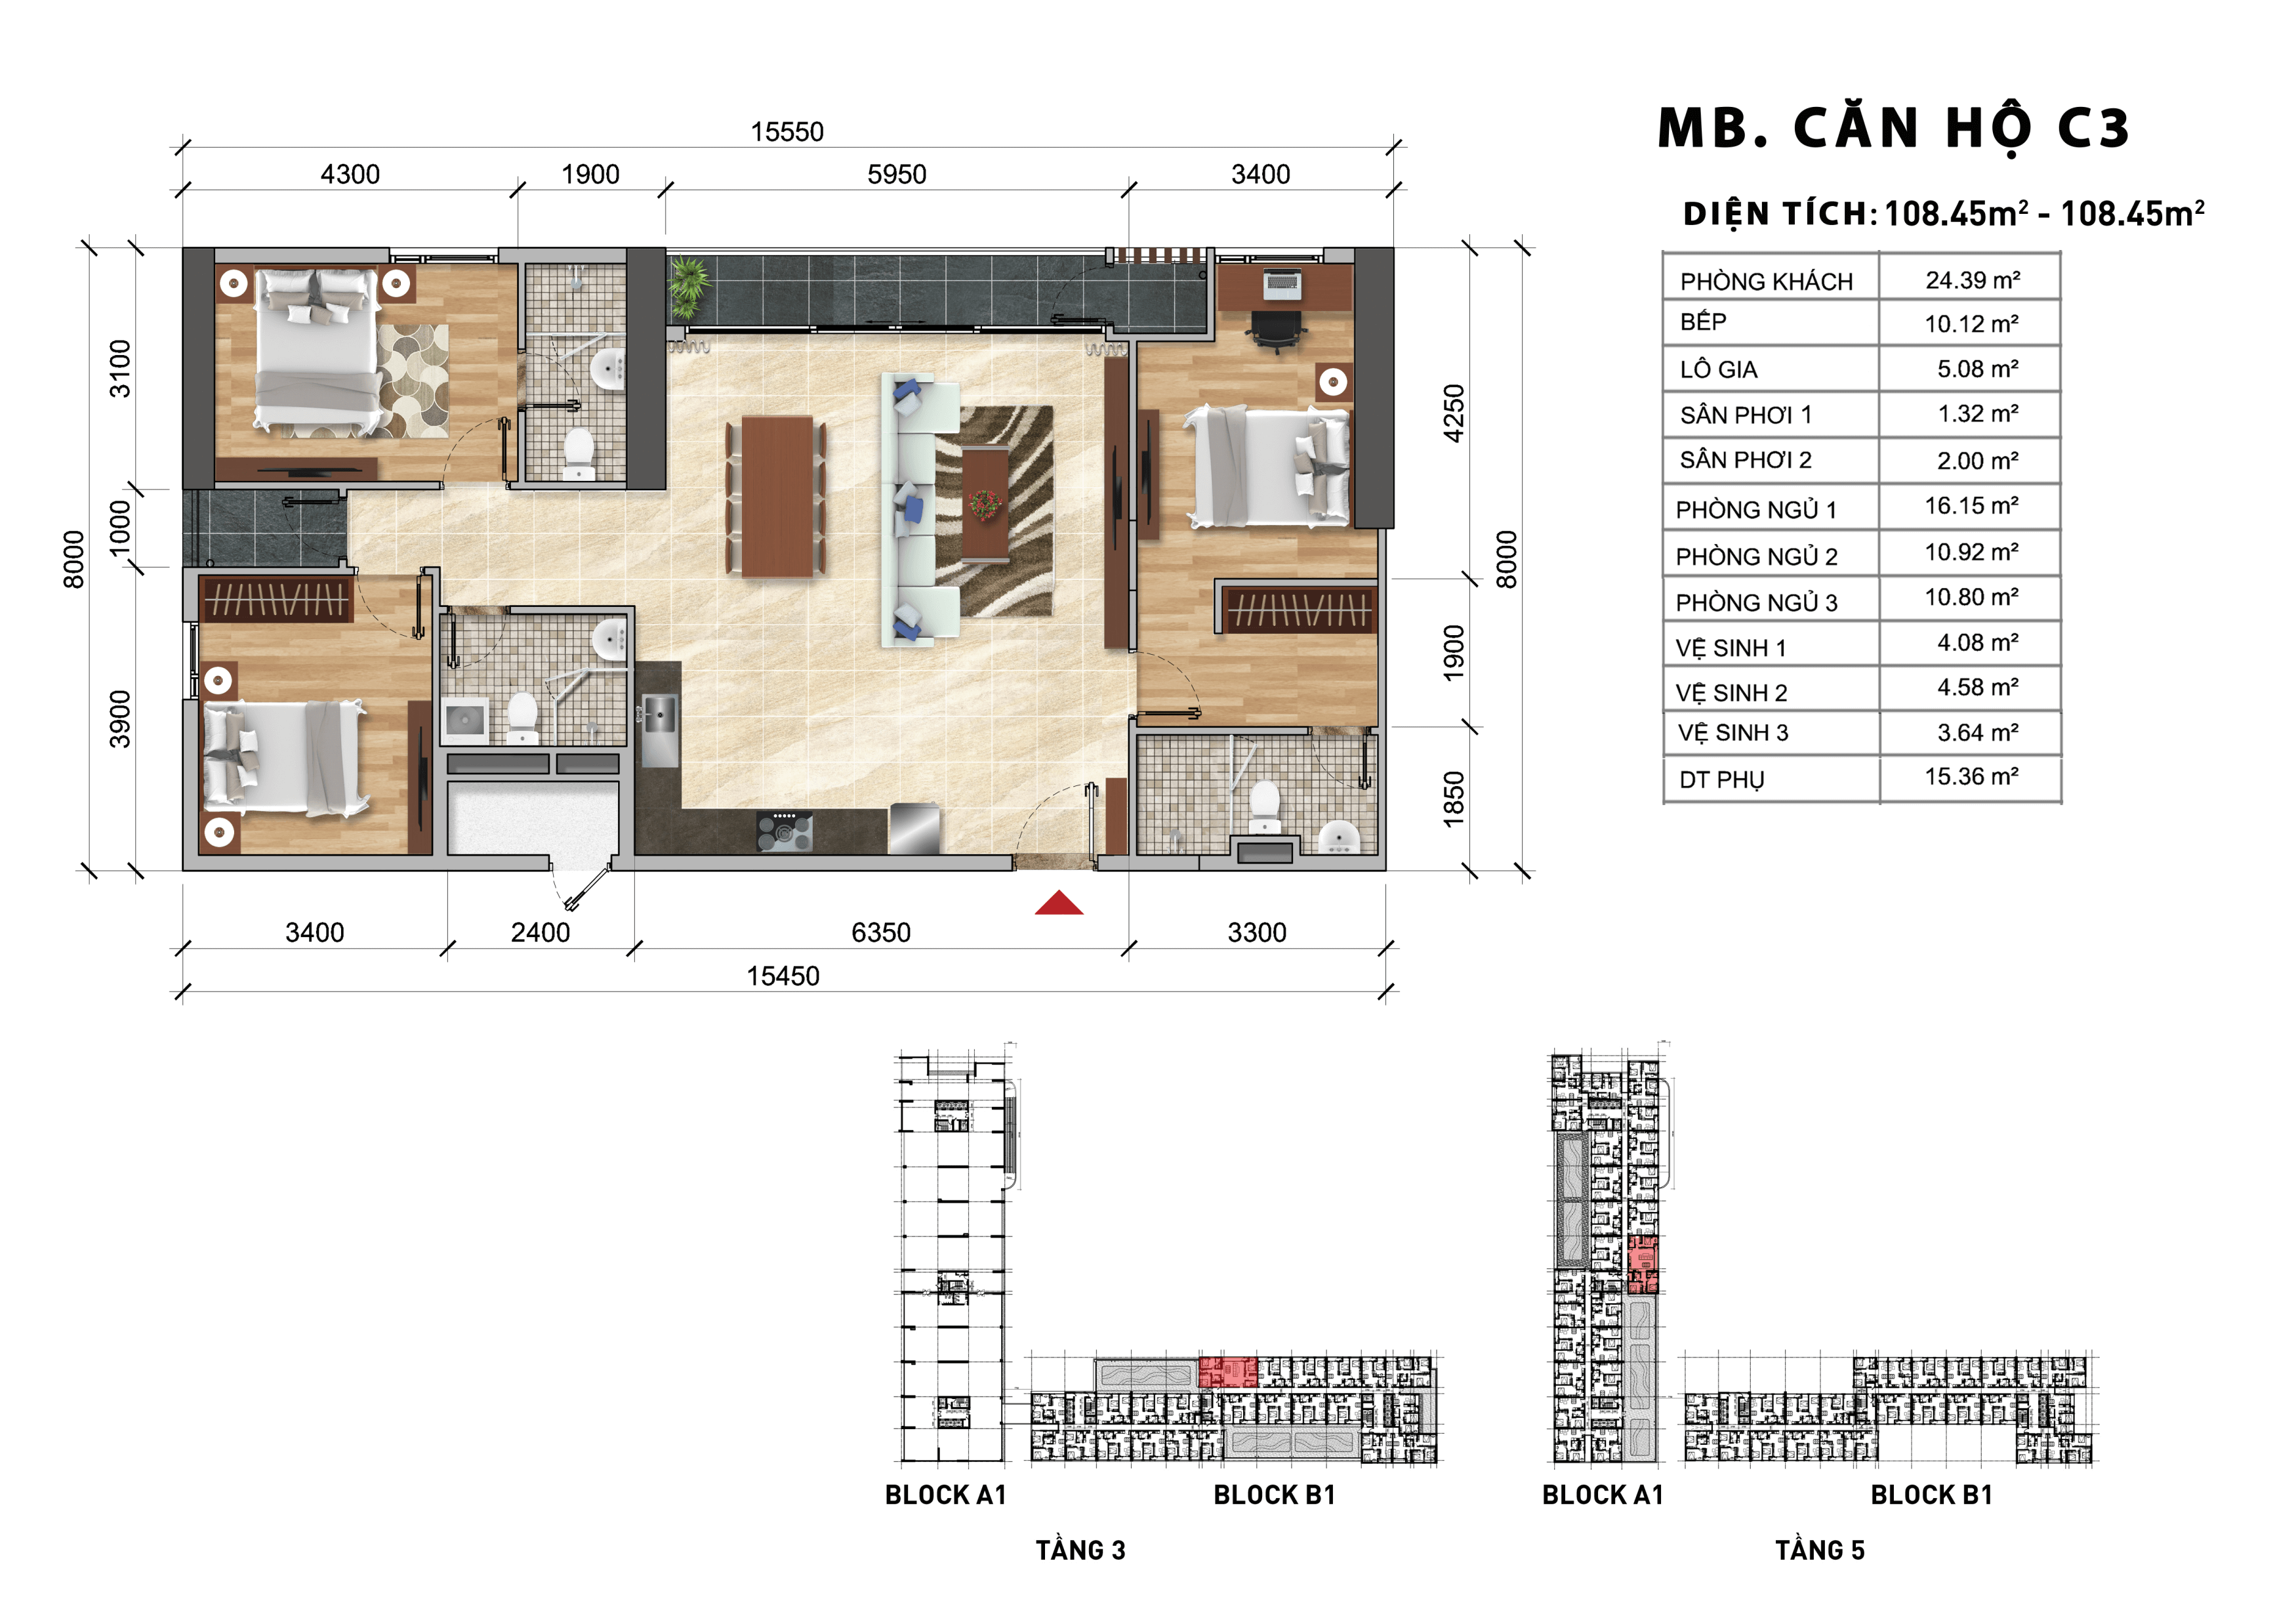 MB. CĂN HỘ C3
DIỆN TÍCH: 108.45m² - 108.45m²
PHÒNG KHÁCH 24.39 m²
BẾP 10.12 m²
LÔ GIA 5.08 m²
SÂN PHƠI 1 1.32 m²
SÂN PHƠI 2 2.00 m²
PHÒNG NGỦ 1 16.15 m²
PHÒNG NGỦ 2 10.92 m²
PHÒNG NGỦ 3 10.80 m²
VỆ SINH 1 4.08 m²
VỆ SINH 2 4.58 m²
VỆ SINH 3 3.64 m²
DT PHỤ 15.36 m²
15550
4300 1900 5950 3400
8000
3100
1000
3900
4250
1900
1850
8000
3400 2400 6350 3300
15450
BLOCK A1 BLOCK B1
TẦNG 3
BLOCK A1 BLOCK B1
TẦNG 5